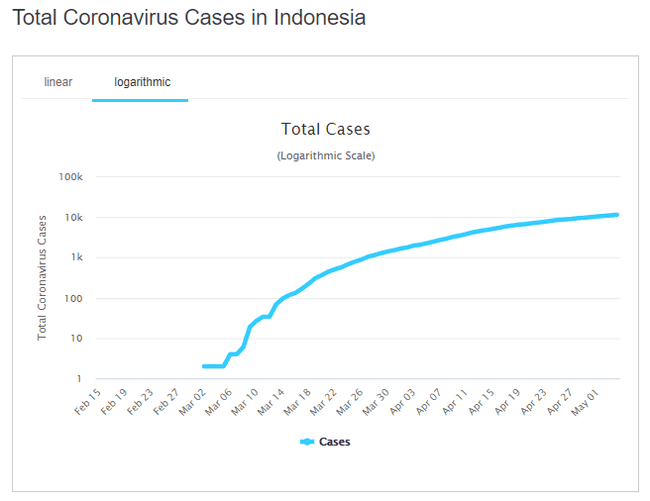 Total Coronavirus Cases in Indonesia
linear
logarithmic
Total Cases
(Logarithmic Scale)
Total Coronavirus Cases
100k
10k
1k
100
10
1
Feb 15
Feb 19
Feb 23
Feb 27
Mar 02
Mar 06
Mar 10
Mar 14
Mar 18
Mar 22
Mar 26
Mar 30
Apr 03
Apr 07
Apr 11
Apr 15
Apr 19
Apr 23
Apr 27
May 01
Cases